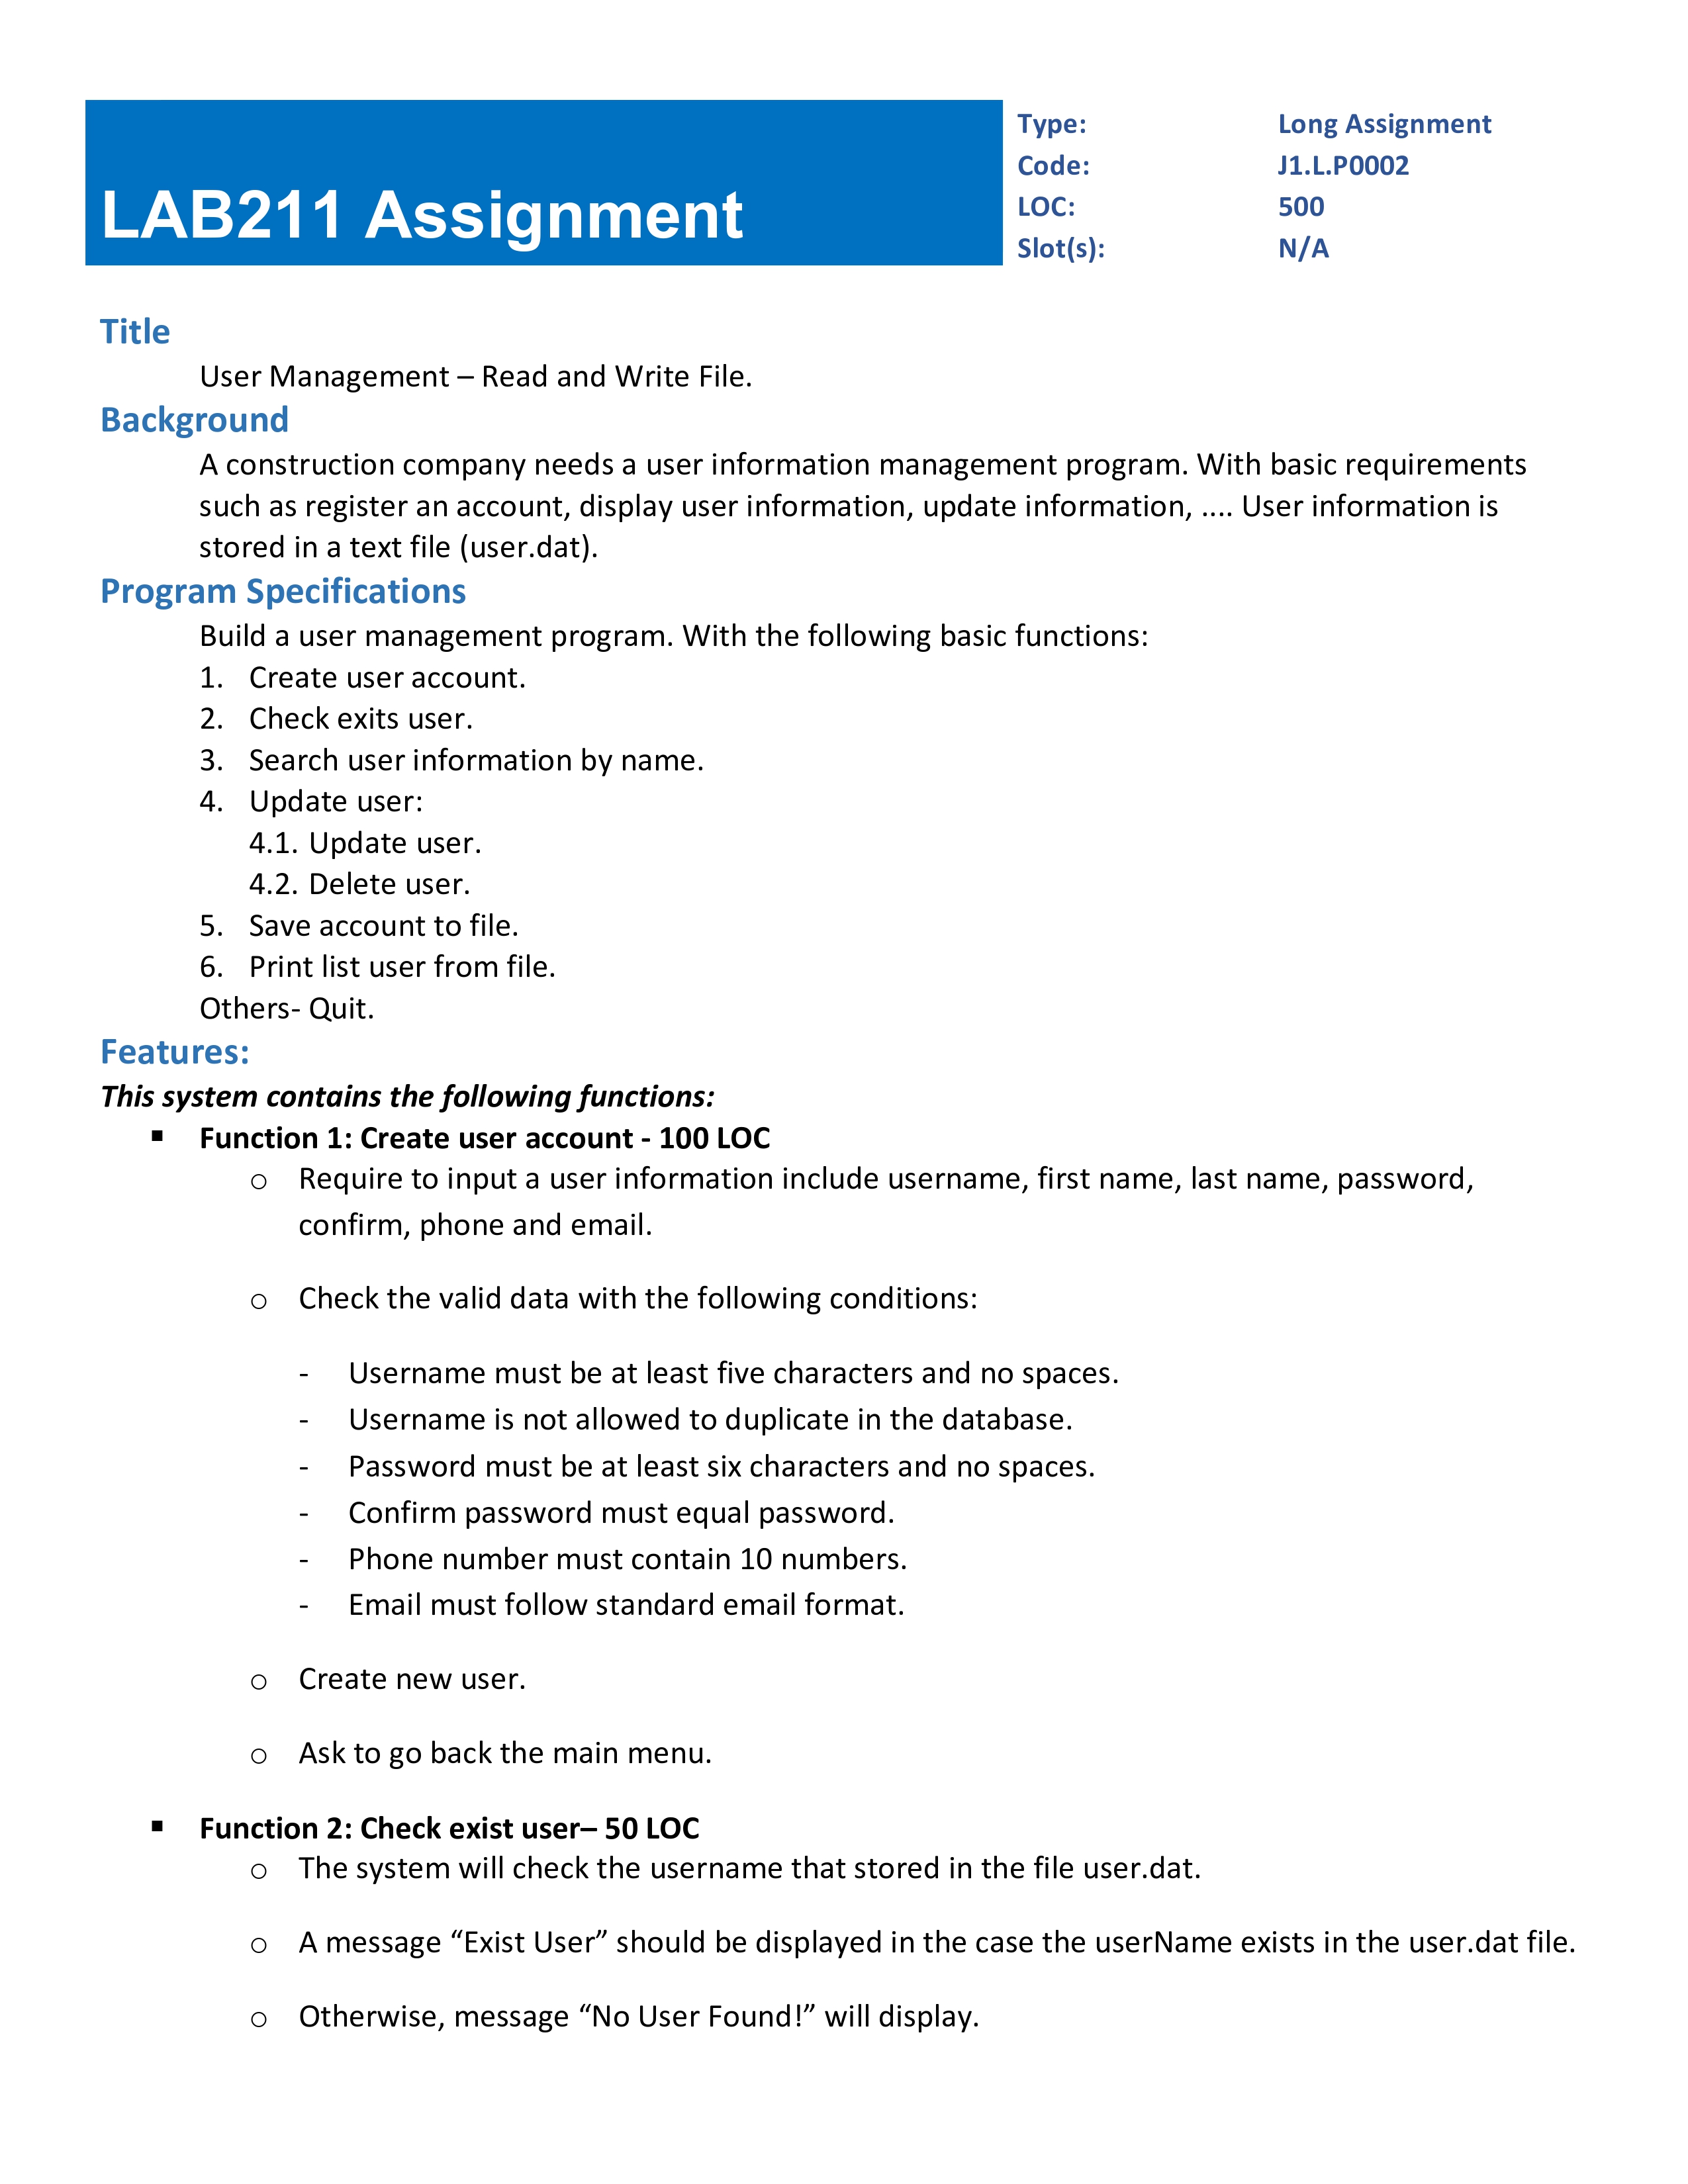 LAB211 Assignment
Type: Long Assignment
Code: J1.L.P0002
LOC: 500
Slot(s): N/A
Title
User Management – Read and Write File.
Background
A construction company needs a user information management program. With basic requirements
such as register an account, display user information, update information, .... User information is
stored in a text file (user.dat).
Program Specifications
Build a user management program. With the following basic functions:
1. Create user account.
2. Check exits user.
3. Search user information by name.
4. Update user:
4.1. Update user.
4.2. Delete user.
5. Save account to file.
6. Print list user from file.
Others- Quit.
Features:
This system contains the following functions:
▪ Function 1: Create user account - 100 LOC
o Require to input a user information include username, first name, last name, password,
confirm, phone and email.
o Check the valid data with the following conditions:
- Username must be at least five characters and no spaces.
- Username is not allowed to duplicate in the database.
- Password must be at least six characters and no spaces.
- Confirm password must equal password.
- Phone number must contain 10 numbers.
- Email must follow standard email format.
o Create new user.
o Ask to go back the main menu.
▪ Function 2: Check exist user– 50 LOC
o The system will check the username that stored in the file user.dat.
o A message “Exist User” should be displayed in the case the userName exists in the user.dat file.
o Otherwise, message “No User Found!” will display.